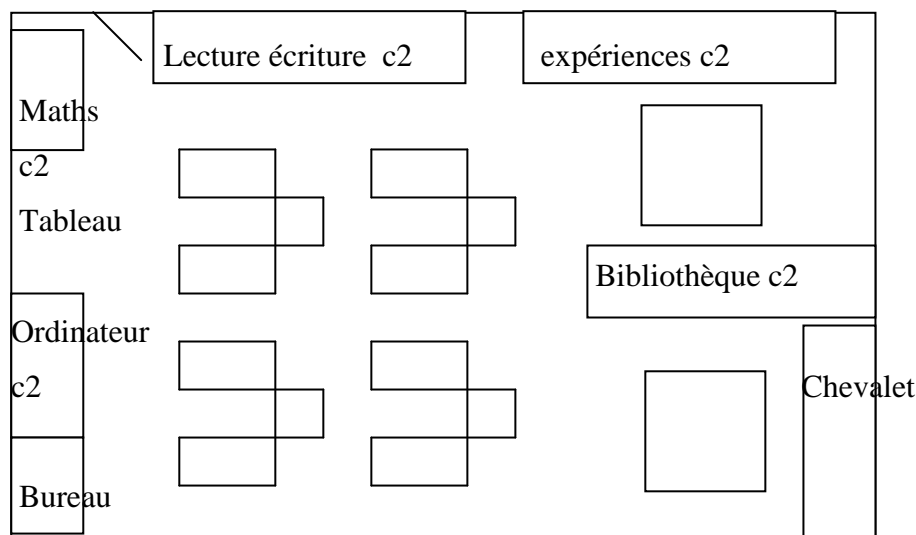 Lecture écriture c2
expériences c2
Maths
c2
Tableau
Bibliothèque c2
Ordinateur
c2
Chevalet
Bureau